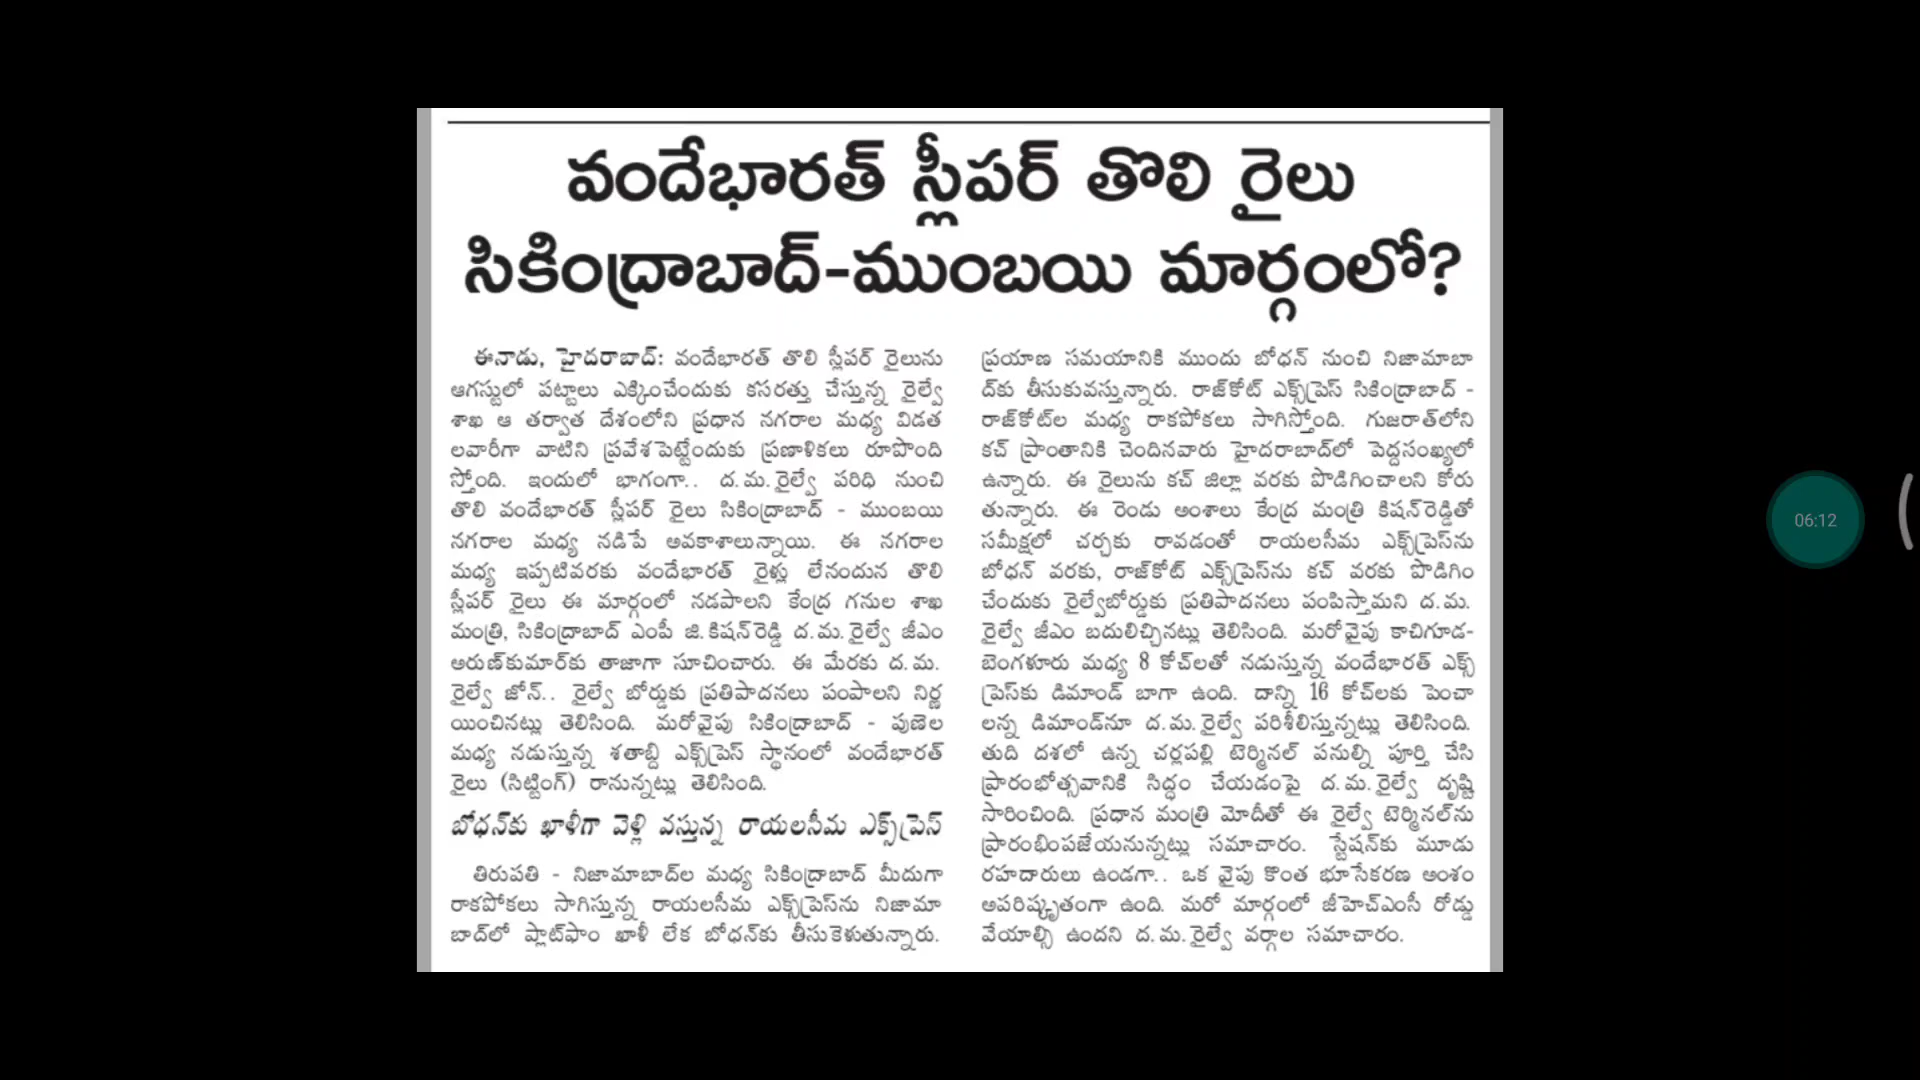 వందేభారత్ స్లీపర్ తొలి రైలు
సికింద్రాబాద్-ముంబయి మార్గంలో?
ఈనాడు, హైదరాబాద్: వందేభారత్ తొలి స్లీపర్ రైలును
ఆగస్టులో పట్టాలు ఎక్కించేందుకు కసరత్తు చేస్తున్న రైల్వే
శాఖ ఆ తర్వాత దేశంలోని ప్రధాన నగరాల మధ్య విడత
లవారీగా వాటిని ప్రవేశపెట్టేందుకు ప్రణాళికలు రూపొంది
స్తోంది. ఇందులో భాగంగా.. ద.మ.రైల్వే పరిధి నుంచి
తొలి వందేభారత్ స్లీపర్ రైలు సికింద్రాబాద్ - ముంబయి
నగరాల మధ్య నడిపే అవకాశాలున్నాయి. ఈ నగరాల
మధ్య ఇప్పటివరకు వందేభారత్ రైళ్లు లేనందున తొలి
స్లీపర్ రైలు ఈ మార్గంలో నడపాలని కేంద్ర గనుల శాఖ
మంత్రి, సికింద్రాబాద్ ఎంపీ జి.కిషన్‌రెడ్డి ద.మ.రైల్వే జీఎం
అరుణ్‌కుమార్‌కు తాజాగా సూచించారు. ఈ మేరకు ద.మ.
రైల్వే జోన్.. రైల్వే బోర్డుకు ప్రతిపాదనలు పంపాలని నిర్ణ
యించినట్లు తెలిసింది. మరోవైపు సికింద్రాబాద్ - పుణెల
మధ్య నడుస్తున్న శతాబ్ది ఎక్స్‌ప్రెస్ స్థానంలో వందేభారత్
రైలు (సిట్టింగ్) రానున్నట్లు తెలిసింది.
బోధన్‌కు ఖాళీగా వెళ్లి వస్తున్న రాయలసీమ ఎక్స్‌ప్రెస్
తిరుపతి - నిజామాబాద్‌ల మధ్య సికింద్రాబాద్ మీదుగా
రాకపోకలు సాగిస్తున్న రాయలసీమ ఎక్స్‌ప్రెస్‌ను నిజామా
బాద్‌లో ప్లాట్‌ఫాం ఖాళీ లేక బోధన్‌కు తీసుకెళుతున్నారు.
ప్రయాణ సమయానికి ముందు బోధన్ నుంచి నిజామాబా
ద్‌కు తీసుకువస్తున్నారు. రాజ్‌కోట్ ఎక్స్‌ప్రెస్ సికింద్రాబాద్ -
రాజ్‌కోట్‌ల మధ్య రాకపోకలు సాగిస్తోంది. గుజరాత్‌లోని
కచ్ ప్రాంతానికి చెందినవారు హైదరాబాద్‌లో పెద్దసంఖ్యలో
ఉన్నారు. ఈ రైలును కచ్ జిల్లా వరకు పొడిగించాలని కోరు
తున్నారు. ఈ రెండు అంశాలు కేంద్ర మంత్రి కిషన్‌రెడ్డితో
సమీక్షలో చర్చకు రావడంతో రాయలసీమ ఎక్స్‌ప్రెస్‌ను
బోధన్ వరకు, రాజ్‌కోట్ ఎక్స్‌ప్రెస్‌ను కచ్ వరకు పొడిగిం
చేందుకు రైల్వేబోర్డుకు ప్రతిపాదనలు పంపిస్తామని ద.మ.
రైల్వే జీఎం బదులిచ్చినట్లు తెలిసింది. మరోవైపు కాచిగూడ-
బెంగళూరు మధ్య 8 కోచ్‌లతో నడుస్తున్న వందేభారత్ ఎక్స్
ప్రెస్‌కు డిమాండ్ బాగా ఉంది. దాన్ని 16 కోచ్‌లకు పెంచా
లన్న డిమాండ్‌నూ ద.మ.రైల్వే పరిశీలిస్తున్నట్లు తెలిసింది.
తుది దశలో ఉన్న చర్లపల్లి టెర్మినల్ పనుల్ని పూర్తి చేసి
ప్రారంభోత్సవానికి సిద్ధం చేయడంపై ద.మ.రైల్వే దృష్టి
సారించింది. ప్రధాన మంత్రి మోదీతో ఈ రైల్వే టెర్మినల్‌ను
ప్రారంభింపజేయనున్నట్లు సమాచారం. స్టేషన్‌కు మూడు
రహదారులు ఉండగా.. ఒక వైపు కొంత భూసేకరణ అంశం
అపరిష్కృతంగా ఉంది. మరో మార్గంలో జీహెచ్ఎంసీ రోడ్డు
వేయాల్సి ఉందని ద.మ.రైల్వే వర్గాల సమాచారం.
06:12